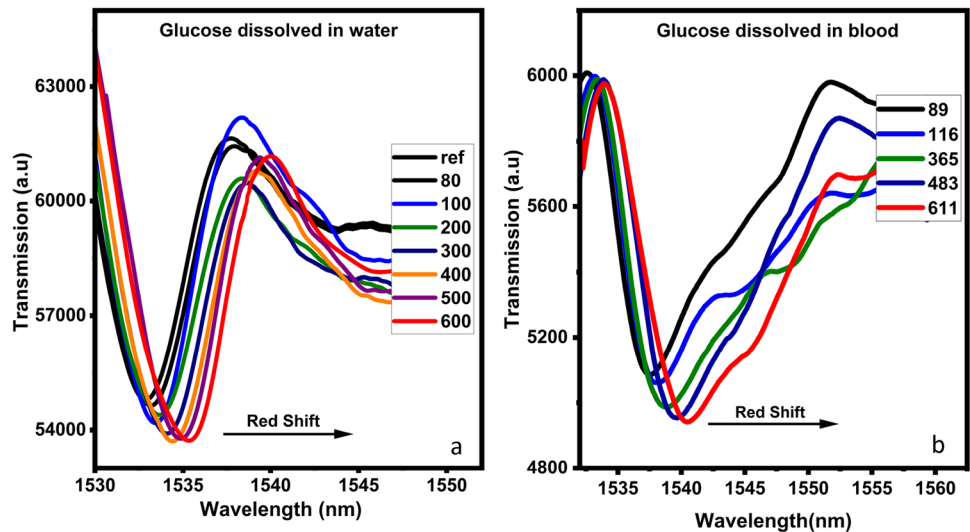 Glucose dissolved in water
63000
60000
57000
54000
Transmission (a.u)
ref
80
100
200
300
400
500
600
Red Shift
a
1530
1535
1540
1545
1550
Wavelength (nm)
Glucose dissolved in blood
6000
5600
5200
4800
Transmission (a.u)
89
116
365
483
611
Red Shift
b
1535
1540
1545
1550
1555
1560
Wavelength(nm)